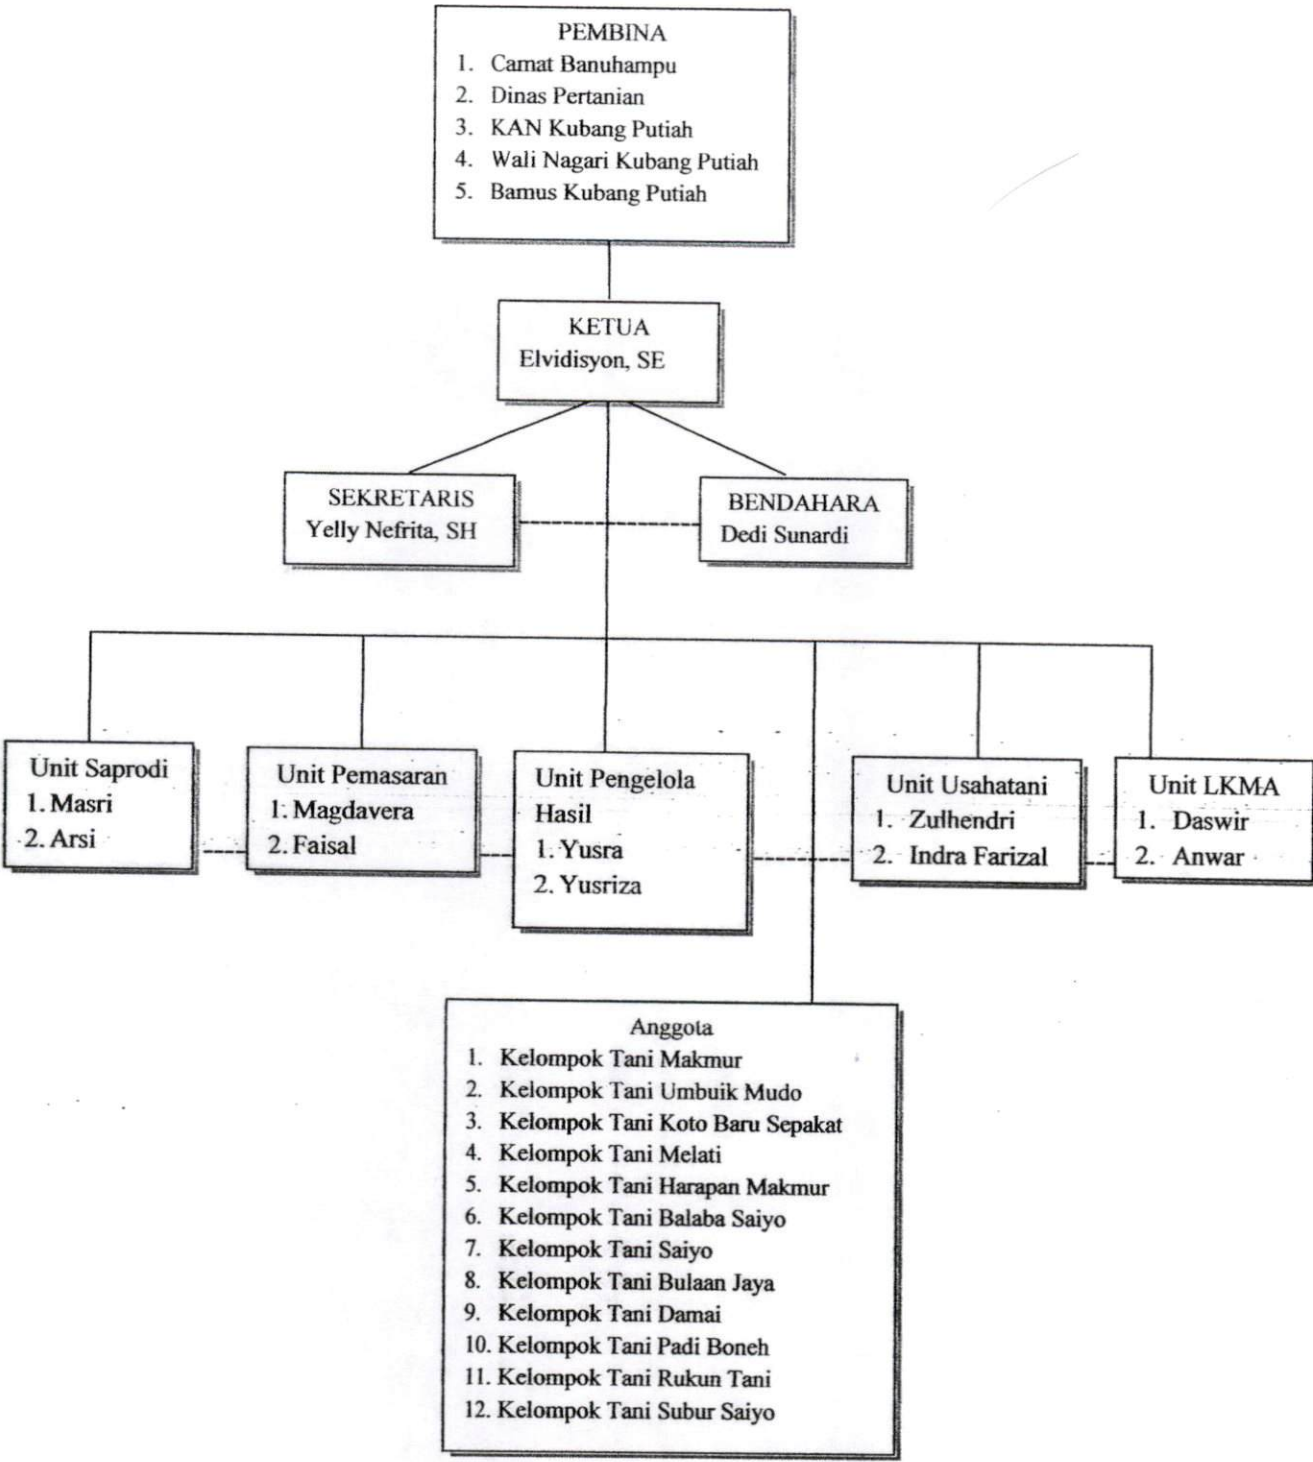 PEMBINA
1. Camat Banuhampu
2. Dinas Pertanian
3. KAN Kubang Putiah
4. Wali Nagari Kubang Putiah
5. Bamus Kubang Putiah
KETUA
Elvidisyon, SE
SEKRETARIS
Yelly Nefrita, SH
BENDAHARA
Dedi Sunardi
Unit Saprodi
1. Masri
2. Arsi
Unit Pemasaran
1. Magdavera
2. Faisal
Unit Pengelola
Hasil
1. Yusra
2. Yusriza
Unit Usahatani
1. Zulhendri
2. Indra Farizal
Unit LKMA
1. Daswir
2. Anwar
Anggota
1. Kelompok Tani Makmur
2. Kelompok Tani Umbuik Mudo
3. Kelompok Tani Koto Baru Sepakat
4. Kelompok Tani Melati
5. Kelompok Tani Harapan Makmur
6. Kelompok Tani Balaba Saiyo
7. Kelompok Tani Saiyo
8. Kelompok Tani Bulaan Jaya
9. Kelompok Tani Damai
10. Kelompok Tani Padi Boneh
11. Kelompok Tani Rukun Tani
12. Kelompok Tani Subur Saiyo